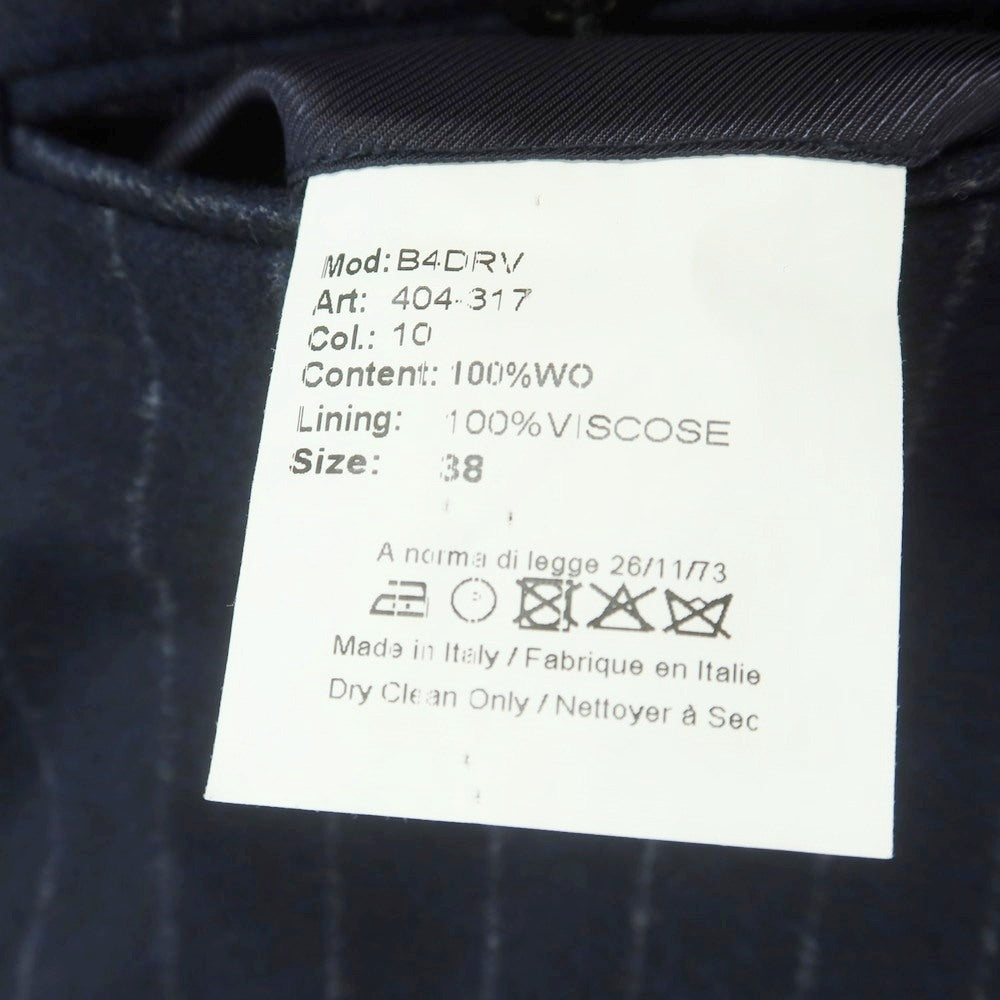 Mod: B4DRV
Art: 404-317
Col.: 10
Content: 100%WO
Lining: 100%VISCOSE
Size: 38
A norma di legge 26/11/73
P
Made in Italy / Fabrique en Italie
Dry Clean Only / Nettoyer à Sec